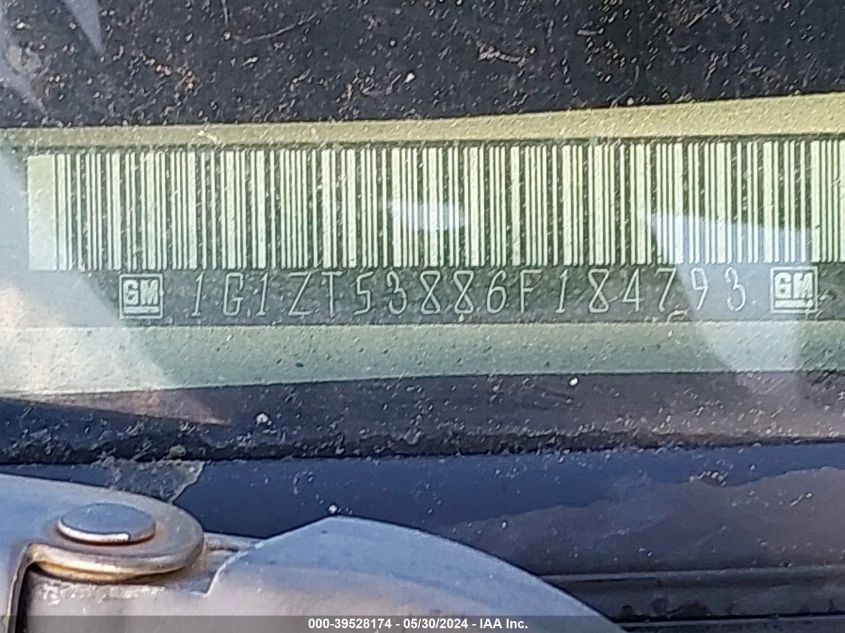 GM 1G1ZT53886F184793 GM
000-39528174 - 05/30/2024 - IAA Inc.